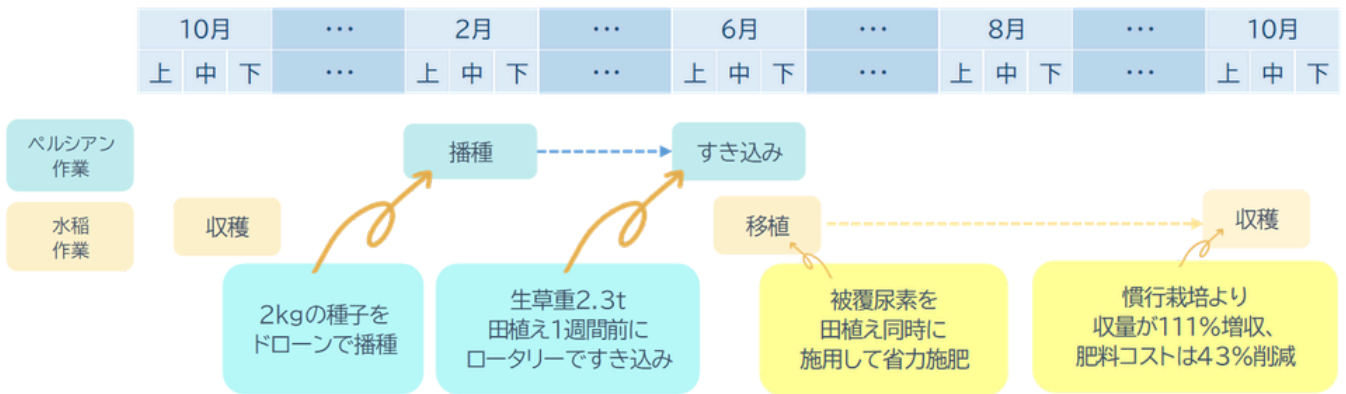 10月 … 2月 … 6月 … 8月 … 10月
上 中 下 … 上 中 下 … 上 中 下 … 上 中 下 … 上 中 下
ペルシアン
作業
播種
すき込み
水稲
作業
収穫
移植
収穫
2kgの種子を
ドローンで播種
生草重2.3t
田植え1週間前に
ロータリーですき込み
被覆尿素を
田植え同時に
施用して省力施肥
慣行栽培より
収量が111%増収、
肥料コストは43%削減